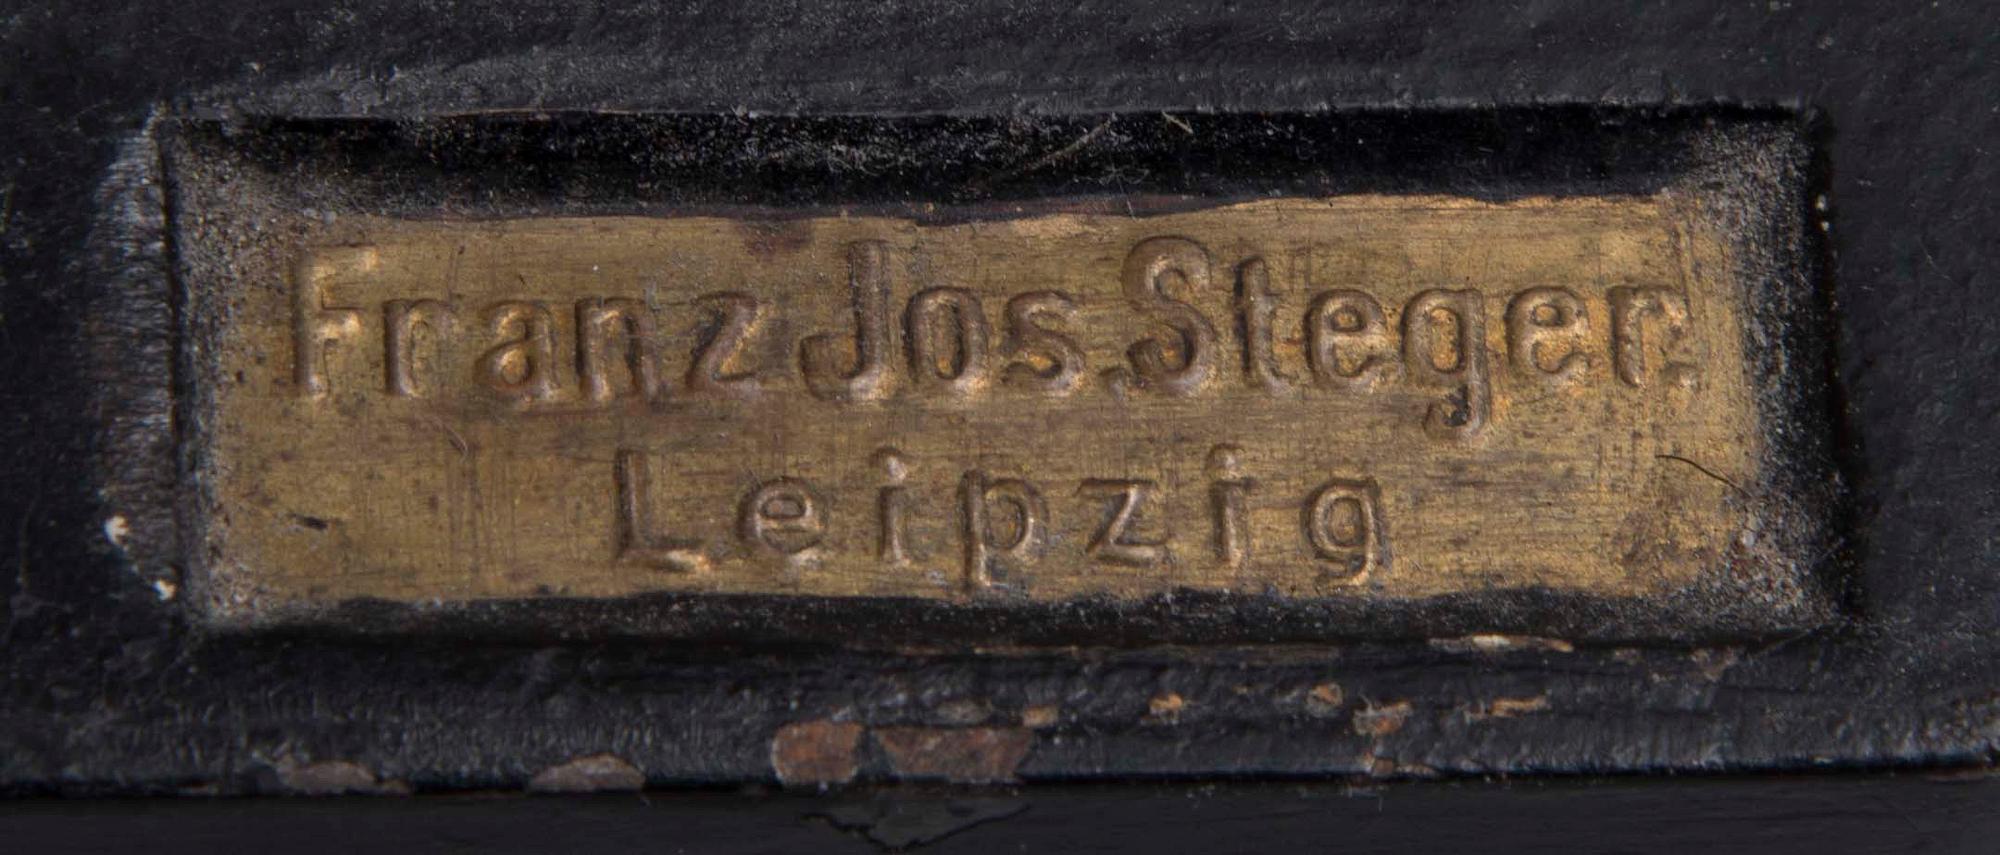 Franz Jos. Steger.
Leipzig